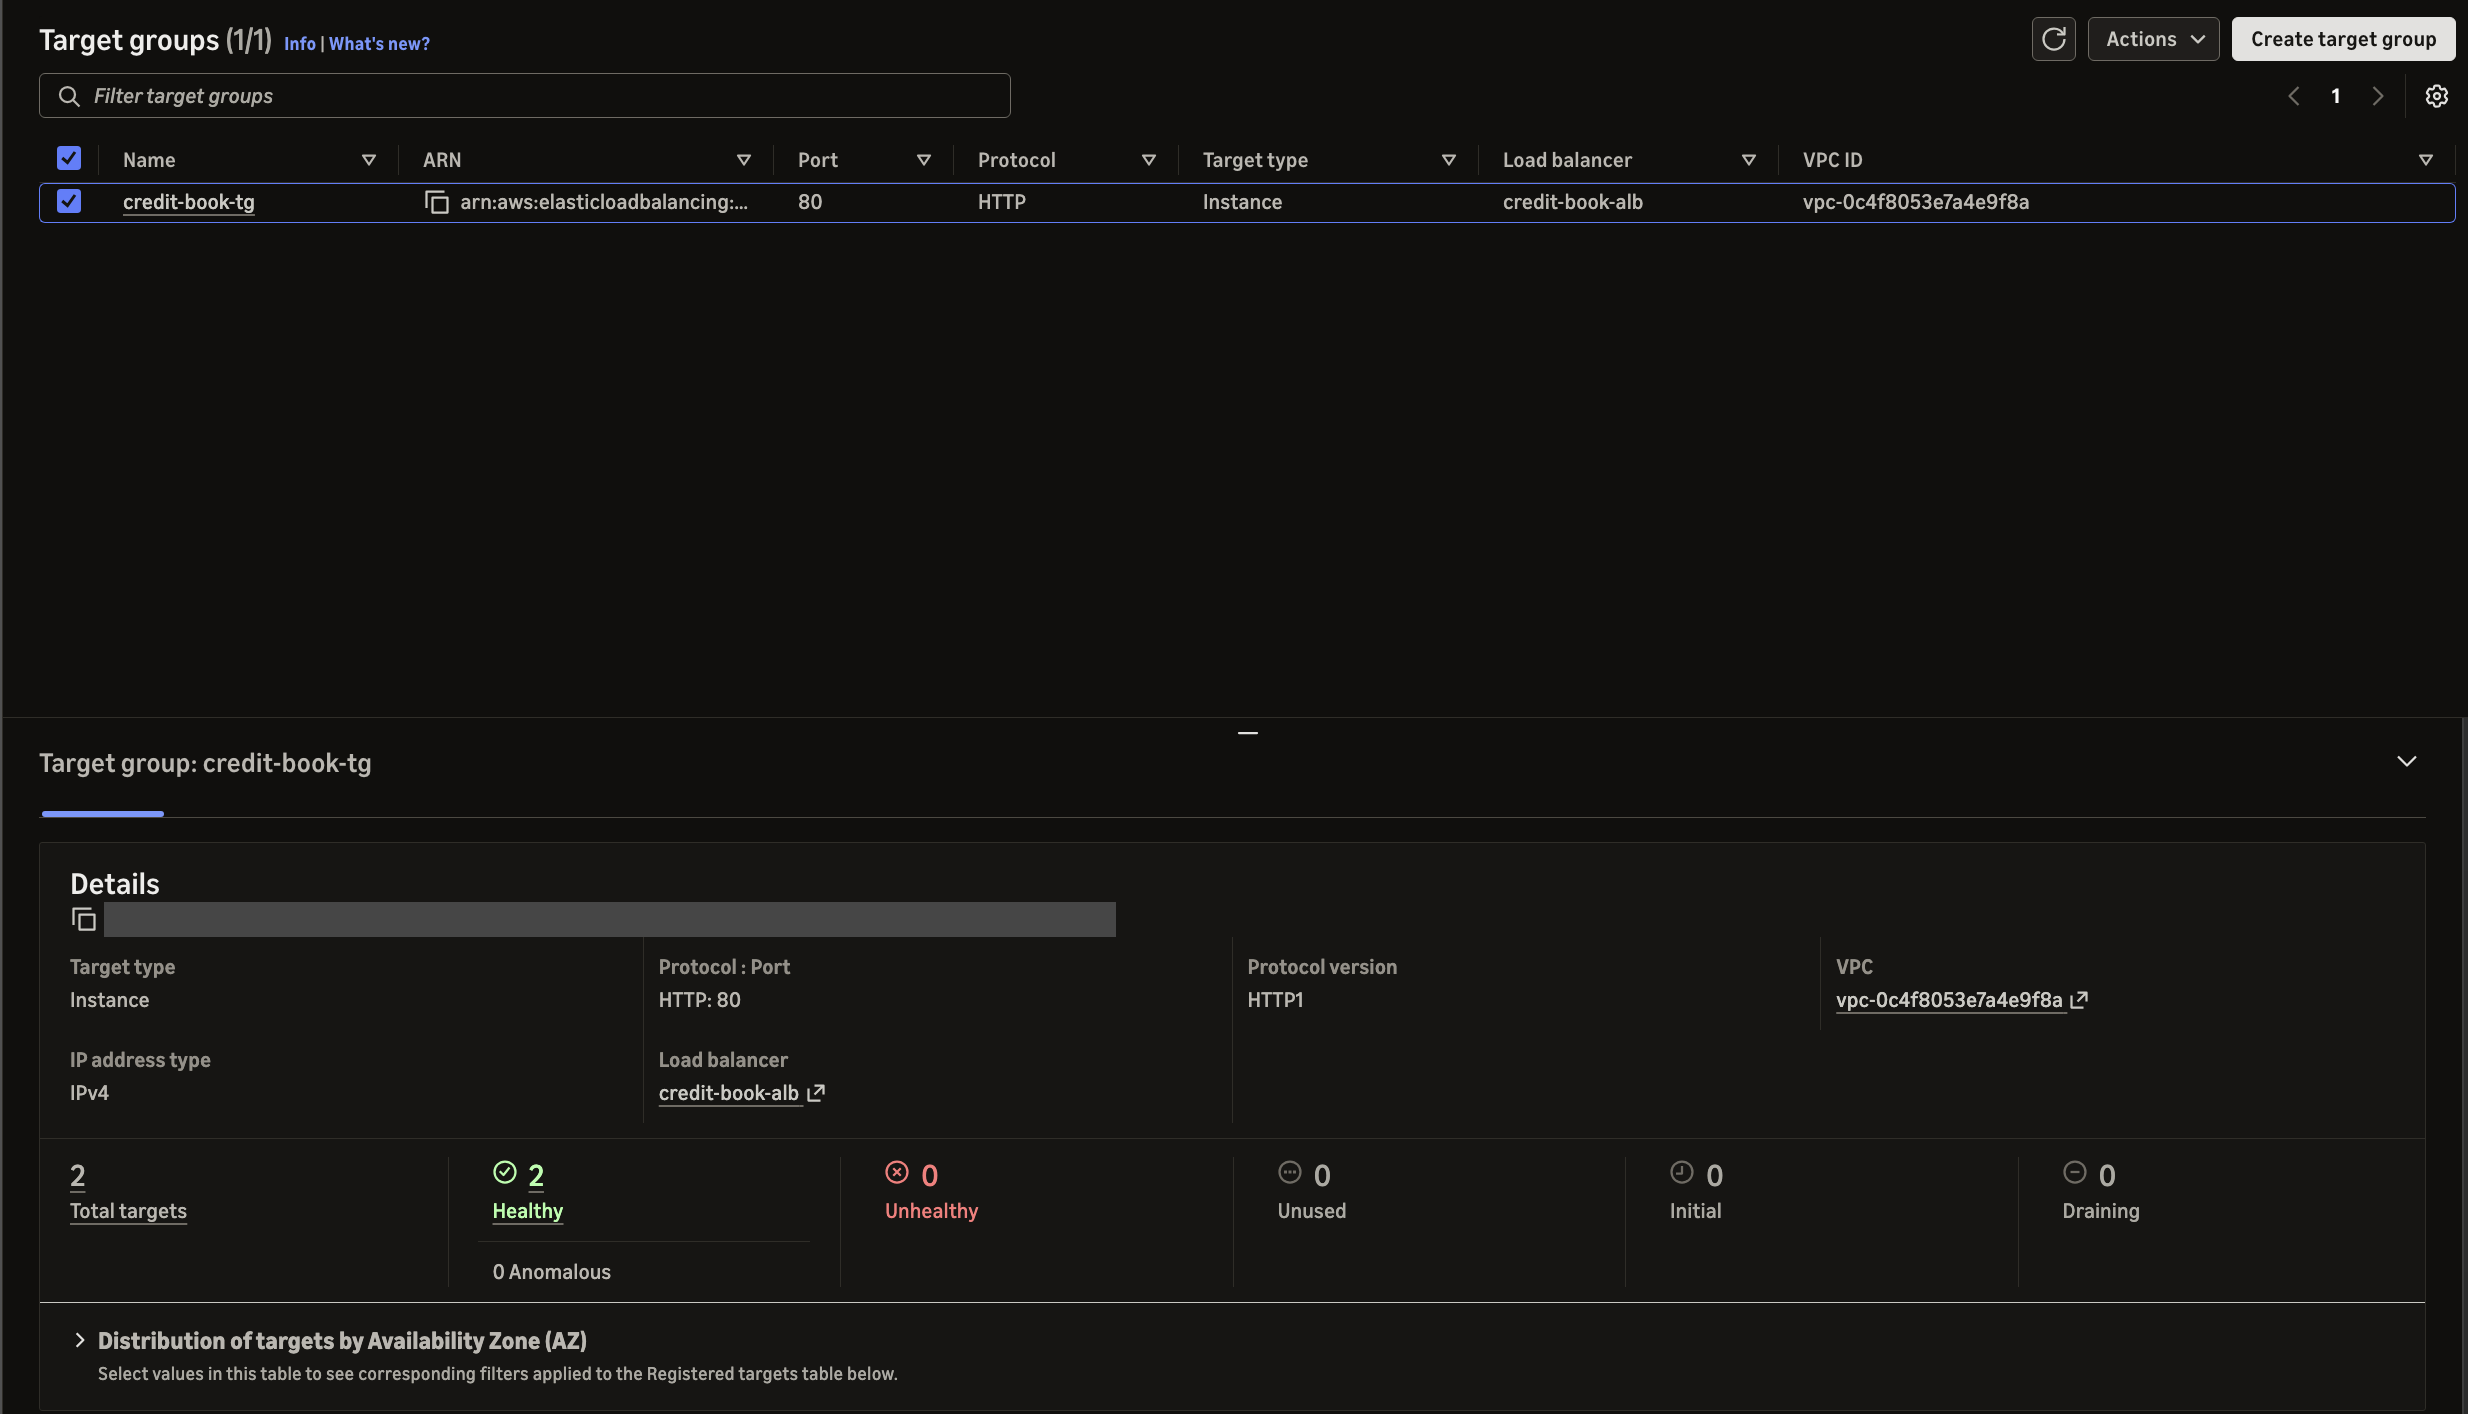 Target groups (1/1) Info | What's new?
Actions
Create target group
Filter target groups
1
Name ARN Port Protocol Target type Load balancer VPC ID
credit-book-tg arn:aws:elasticloadbalancing:... 80 HTTP Instance credit-book-alb vpc-0c4f8053e7a4e9f8a
Target group: credit-book-tg
Details
Target type Protocol : Port Protocol version VPC
Instance HTTP: 80 HTTP1 vpc-0c4f8053e7a4e9f8a
IP address type Load balancer
IPv4 credit-book-alb
2 2 0 0 0 0
Total targets Healthy Unhealthy Unused Initial Draining
0 Anomalous
Distribution of targets by Availability Zone (AZ)
Select values in this table to see corresponding filters applied to the Registered targets table below.